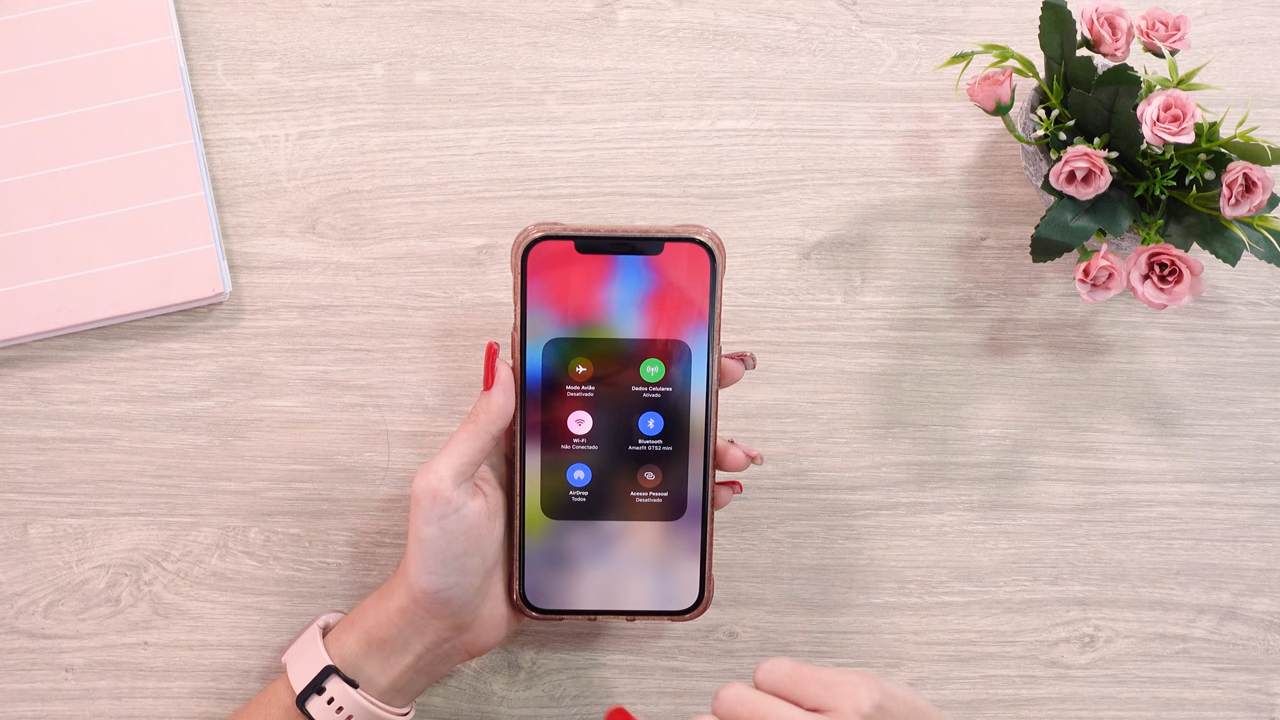 Modo Avião
Desativado
Dados Celulares
Ativado
Wi-Fi
Não Conectado
Bluetooth
Amazfit GTS2 mini
AirDrop
Todos
Acesso Pessoal
Desativado